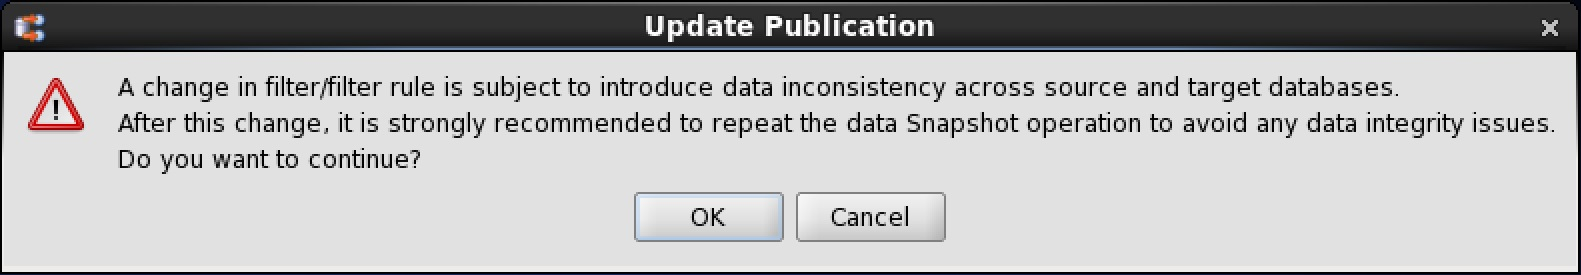 Update Publication
A change in filter/filter rule is subject to introduce data inconsistency across source and target databases.
After this change, it is strongly recommended to repeat the data Snapshot operation to avoid any data integrity issues.
Do you want to continue?
OK
Cancel